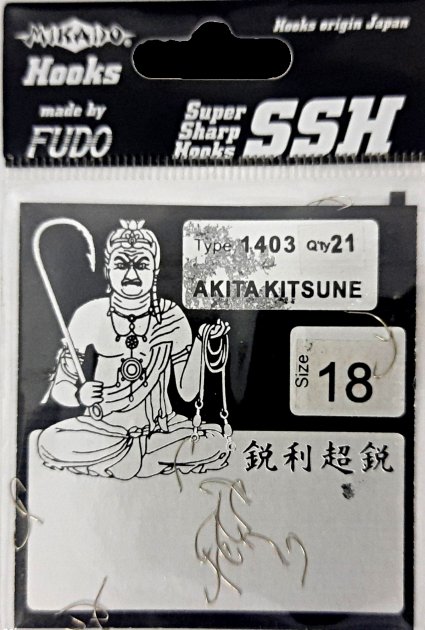 MIKADO
Hooks
made by
FUDO
Hooks origin Japan
Super
Sharp
Hooks
SSH
Type 1403 Q'ty 21
AKITA KITSUNE
Size 18
鋭利超鋭